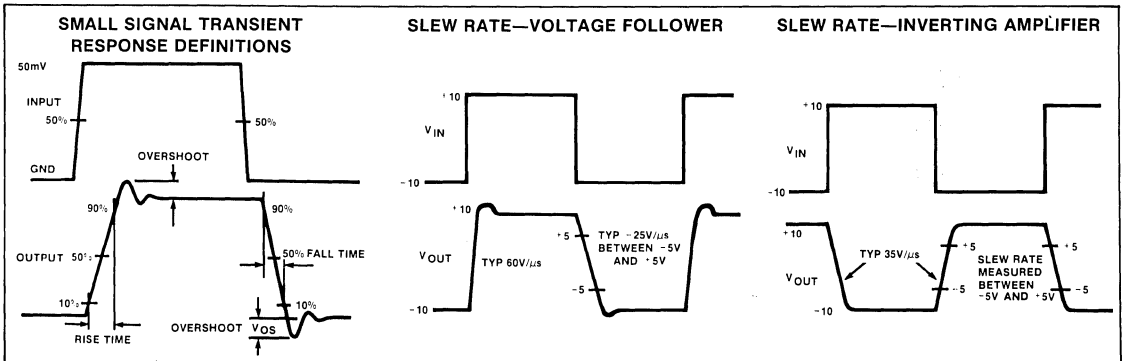 SMALL SIGNAL TRANSIENT
RESPONSE DEFINITIONS
50mV
INPUT
50%
50%
GND
OVERSHOOT
90%
90%
OUTPUT
50%
50% FALL TIME
10%
10%
OVERSHOOT
VOS
RISE TIME
SLEW RATE—VOLTAGE FOLLOWER
+10
VIN
-10
+10
+5
TYP -25V/µs
BETWEEN -5V
AND +5V
VOUT
TYP 60V/µs
-5
-10
SLEW RATE—INVERTING AMPLIFIER
+10
VIN
-10
+10
+5
+5
TYP 35V/µs
SLEW RATE
MEASURED
BETWEEN
-5V AND +5V
VOUT
-5
-5
-10